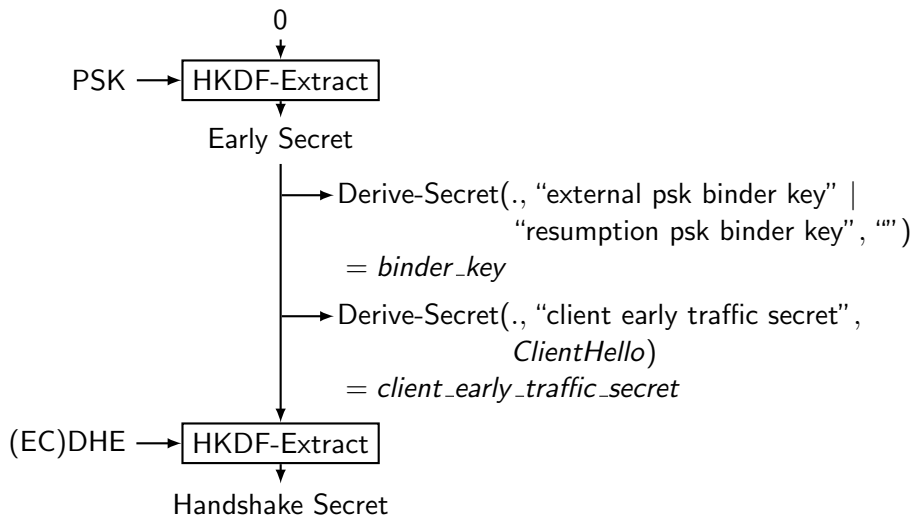 0
PSK HKDF-Extract
Early Secret
Derive-Secret(., “external psk binder key” |
“resumption psk binder key”, “”)
= binder_key
Derive-Secret(., “client early traffic secret”,
ClientHello)
= client_early_traffic_secret
(EC)DHE HKDF-Extract
Handshake Secret